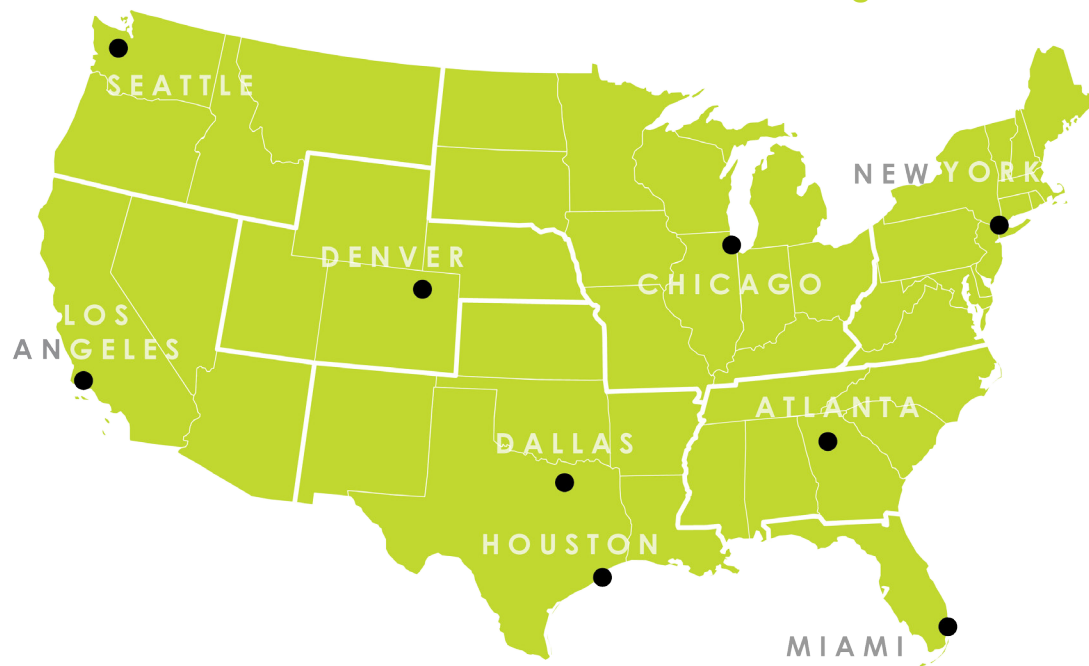 SEATTLE
NEW YORK
DENVER
CHICAGO
LOS
ANGELES
ATLANTA
DALLAS
HOUSTON
MIAMI